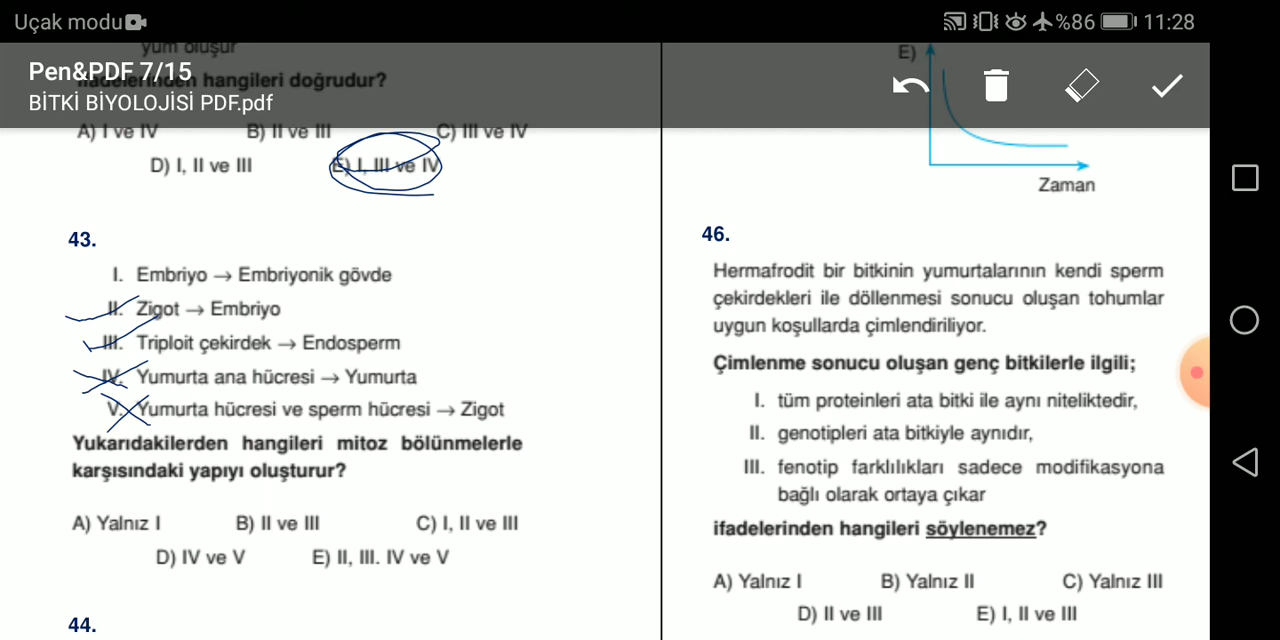 Uçak modu
%86
11:28
yum oluşur
Pen&PDF 7/15
ifadelerinden hangileri doğrudur?
BİTKİ BİYOLOJİSİ PDF.pdf
A) I ve IV B) II ve III C) III ve IV
D) I, II ve III E) I, III ve IV
43.
I. Embriyo → Embriyonik gövde
II. Zigot → Embriyo
III. Triploit çekirdek → Endosperm
IV. Yumurta ana hücresi → Yumurta
V. Yumurta hücresi ve sperm hücresi → Zigot
Yukarıdakilerden hangileri mitoz bölünmelerle
karşısındaki yapıyı oluşturur?
A) Yalnız I B) II ve III C) I, II ve III
D) IV ve V E) II, III. IV ve V
44.
E)
Zaman
46.
Hermafrodit bir bitkinin yumurtalarının kendi sperm
çekirdekleri ile döllenmesi sonucu oluşan tohumlar
uygun koşullarda çimlendiriliyor.
Çimlenme sonucu oluşan genç bitkilerle ilgili;
I. tüm proteinleri ata bitki ile aynı niteliktedir,
II. genotipleri ata bitkiyle aynıdır,
III. fenotip farklılıkları sadece modifikasyona
bağlı olarak ortaya çıkar
ifadelerinden hangileri söylenemez?
A) Yalnız I B) Yalnız II C) Yalnız III
D) II ve III E) I, II ve III